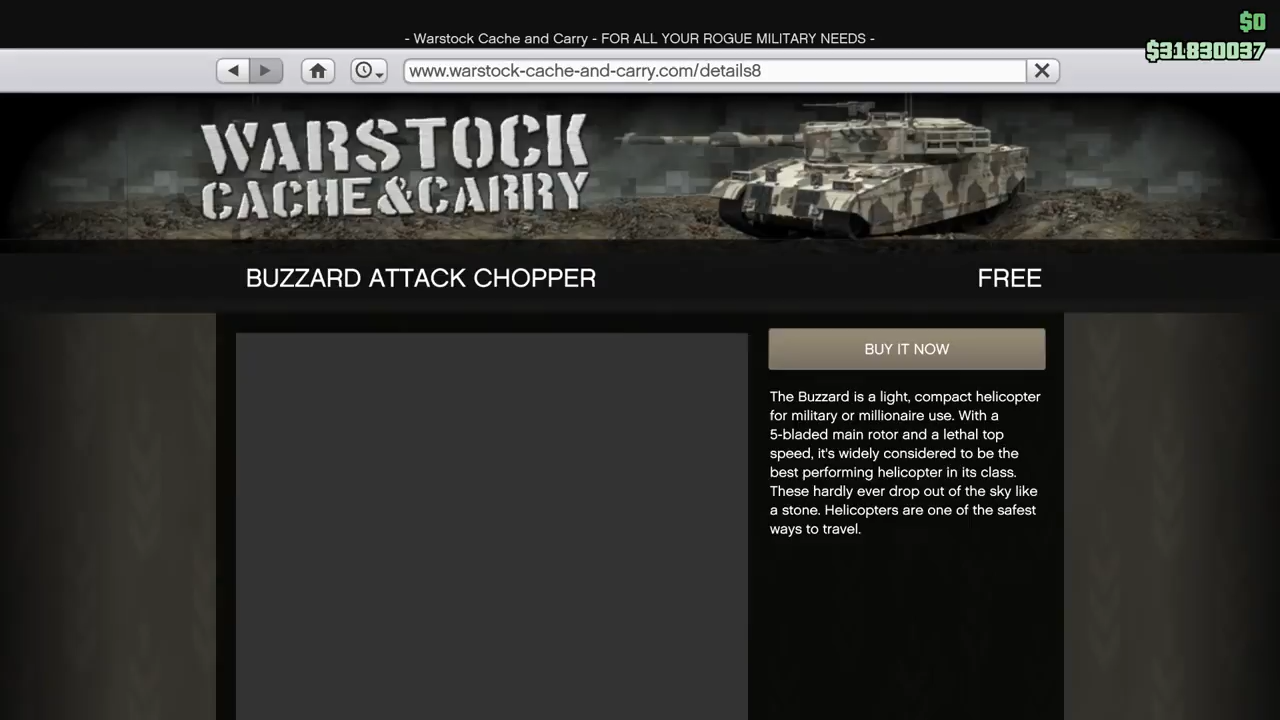 $0
- Warstock Cache and Carry - FOR ALL YOUR ROGUE MILITARY NEEDS -
$31830037
www.warstock-cache-and-carry.com/details8
WARSTOCK
CACHE&CARRY
BUZZARD ATTACK CHOPPER
FREE
BUY IT NOW
The Buzzard is a light, compact helicopter
for military or millionaire use. With a
5-bladed main rotor and a lethal top
speed, it's widely considered to be the
best performing helicopter in its class.
These hardly ever drop out of the sky like
a stone. Helicopters are one of the safest
ways to travel.